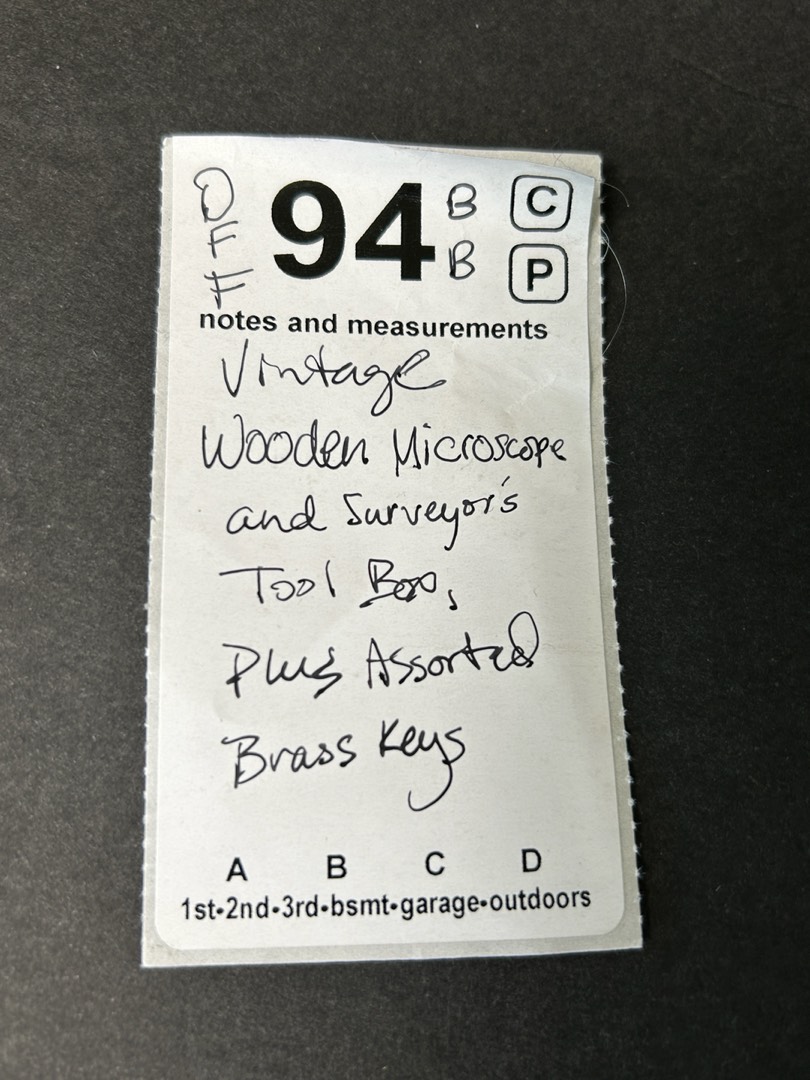 OFF 94 B B C P
notes and measurements
Vintage
Wooden Microscope
and Surveyor's
Tool Box,
Plus Assorted
Brass Keys
A B C D
1st•2nd•3rd•bsmt•garage•outdoors